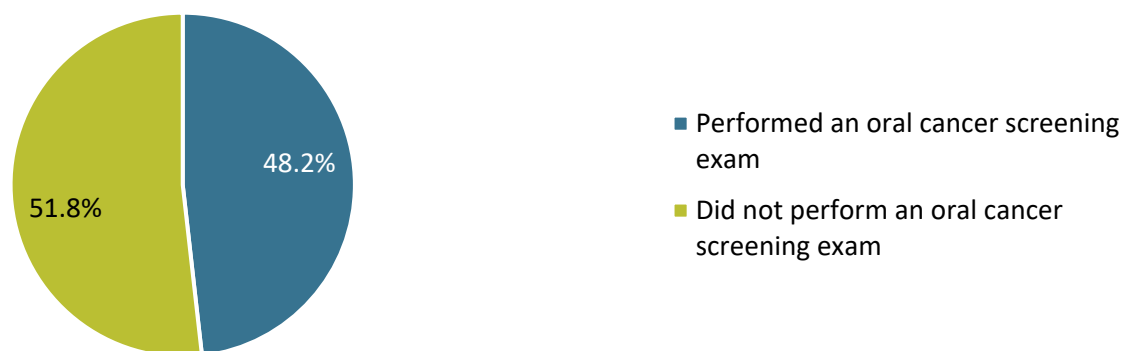 48.2%
51.8%
Performed an oral cancer screening
exam
Did not perform an oral cancer
screening exam